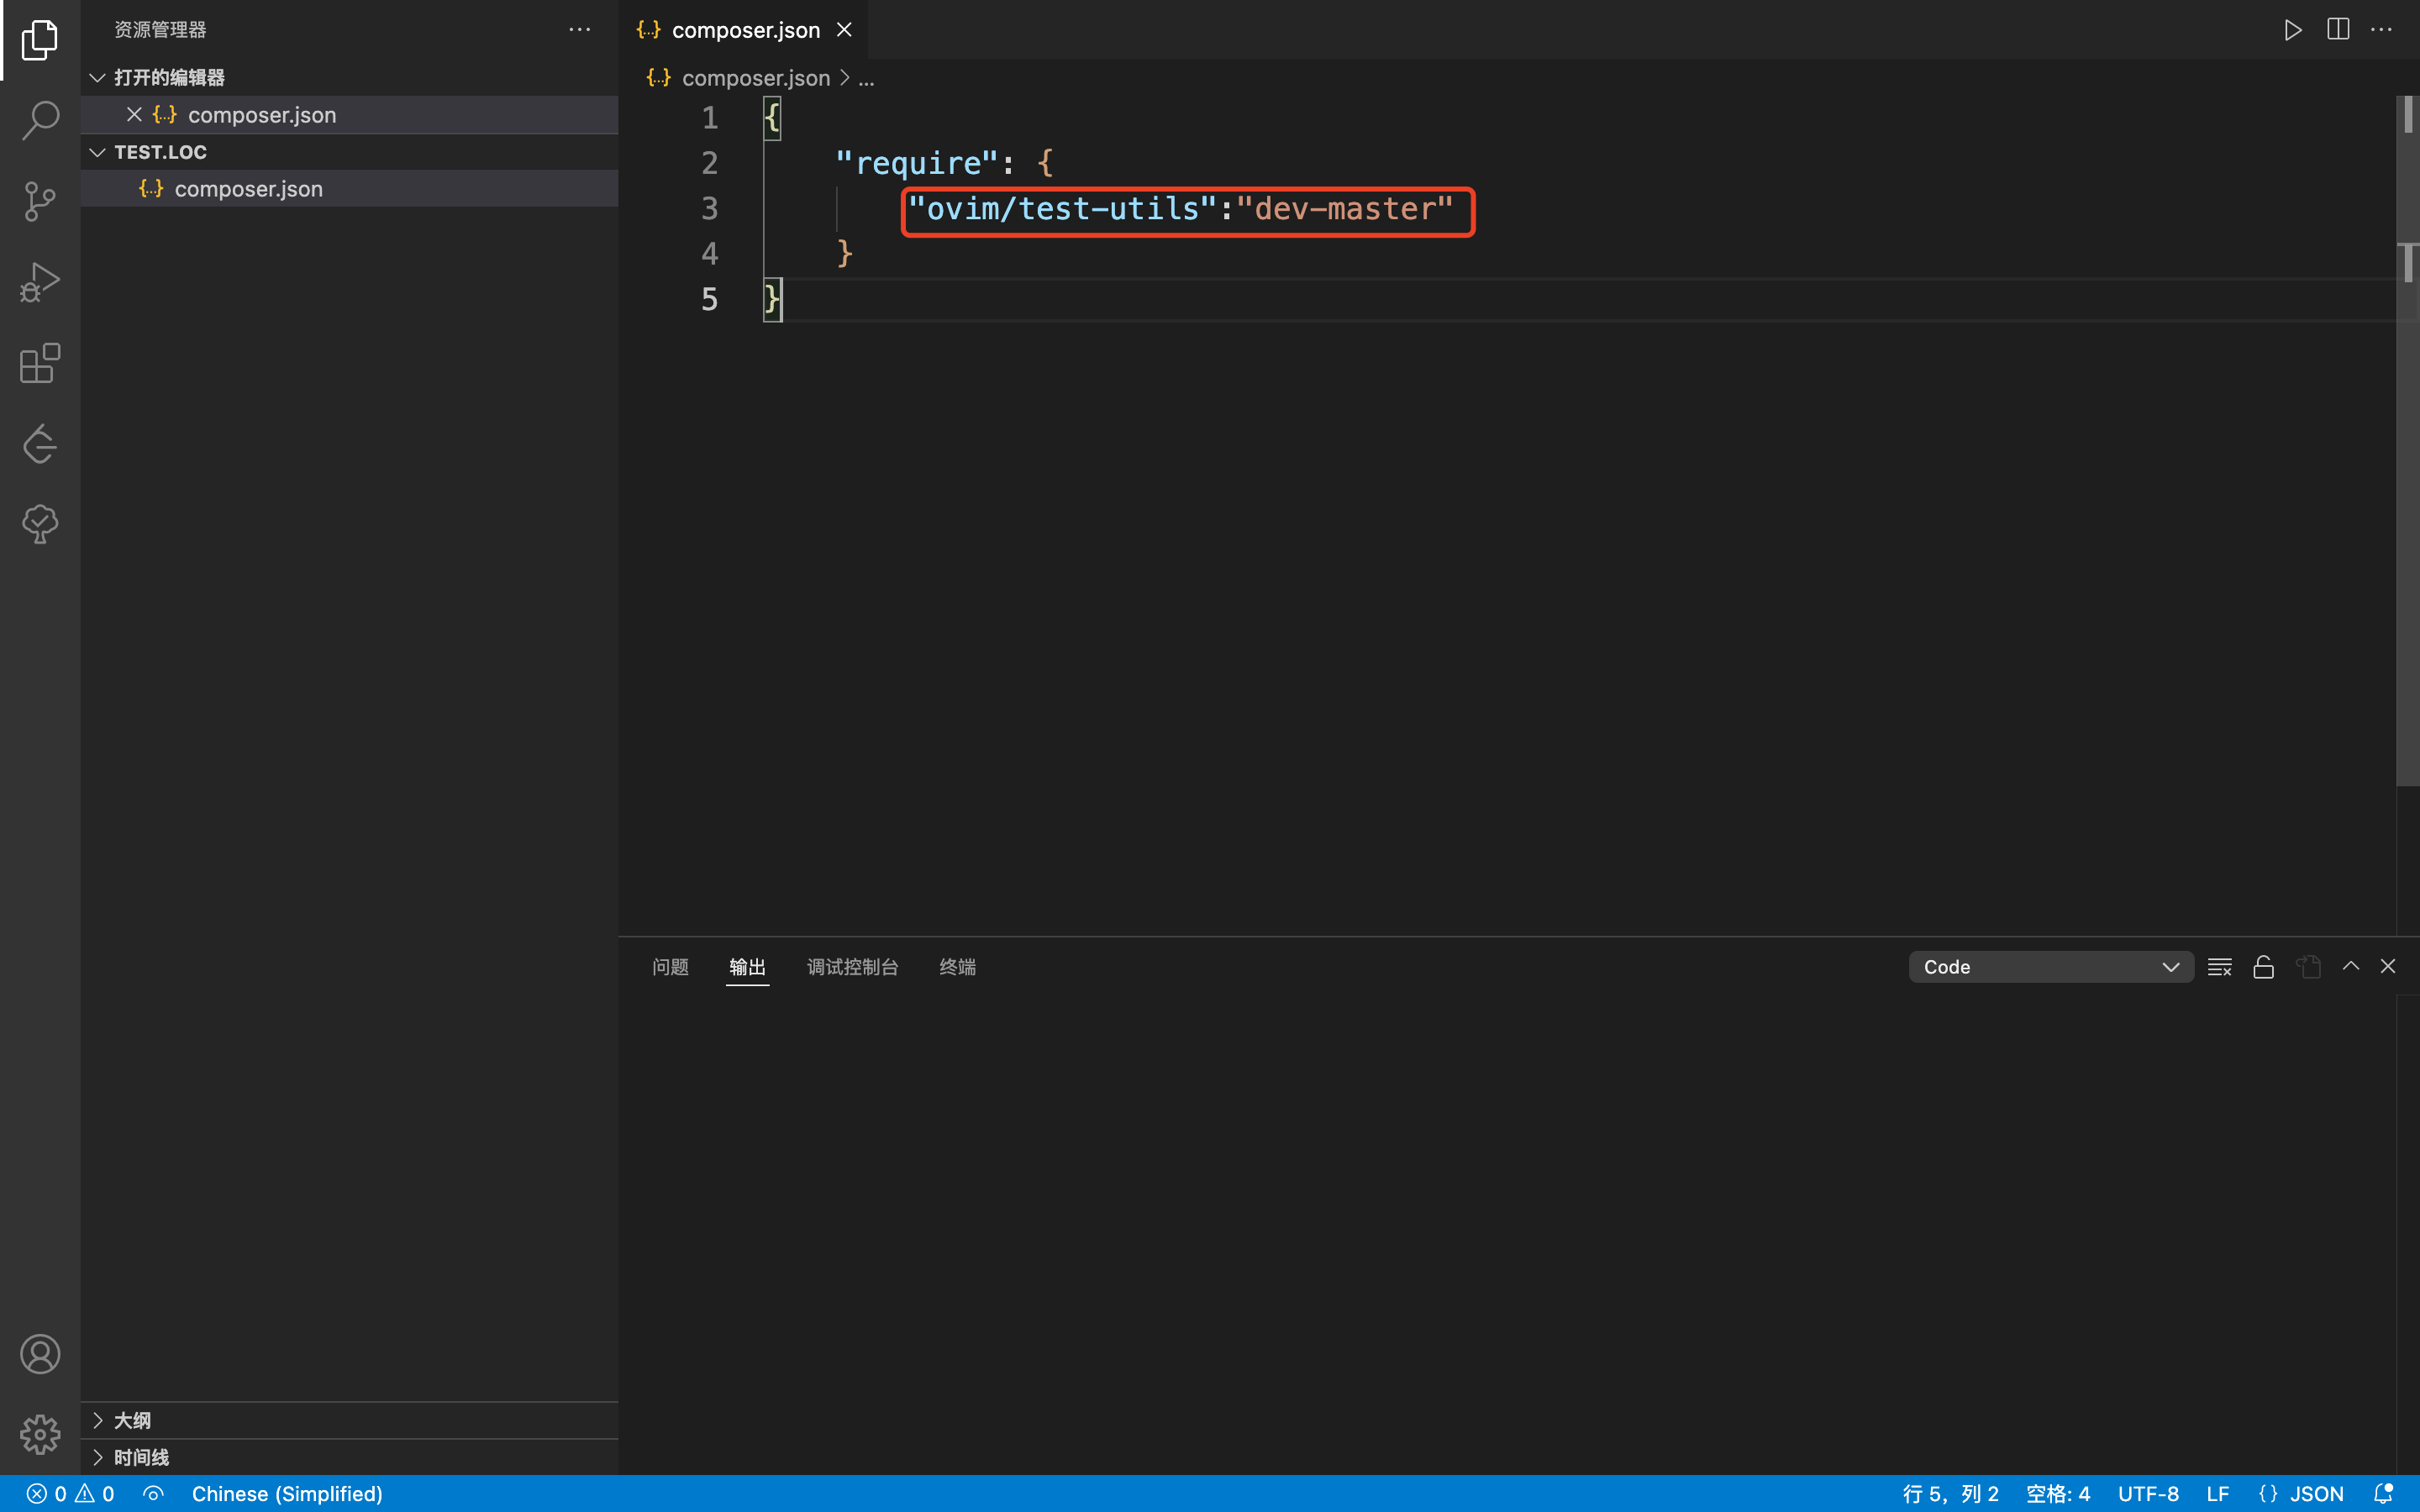 资源管理器
打开的编辑器
composer.json
TEST.LOC
composer.json
大纲
时间线
composer.json
composer.json > ...
1 {
2 "require": {
3 "ovim/test-utils":"dev-master"
4 }
5 }
问题 输出 调试控制台 终端 Code
0 0 Chinese (Simplified) 行 5，列 2 空格: 4 UTF-8 LF {} JSON